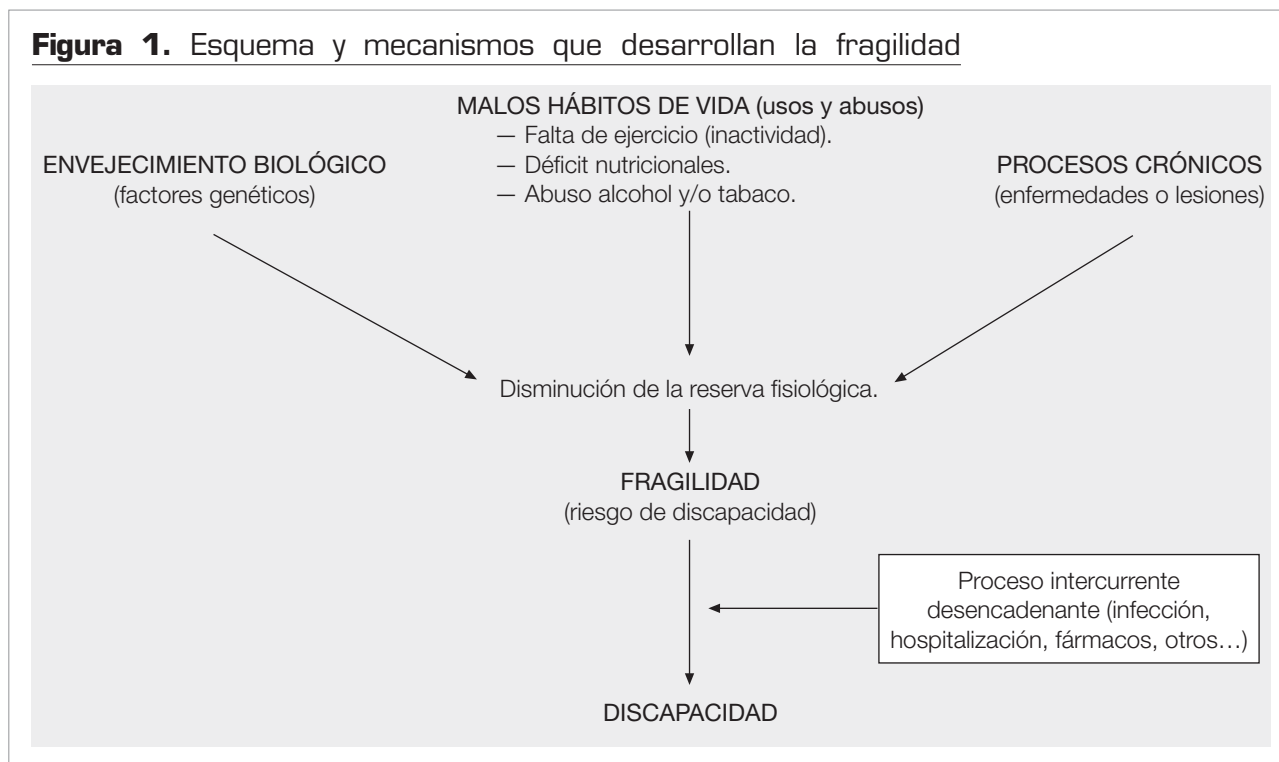 Figura 1. Esquema y mecanismos que desarrollan la fragilidad
MALOS HÁBITOS DE VIDA (usos y abusos)
— Falta de ejercicio (inactividad).
— Déficit nutricionales.
— Abuso alcohol y/o tabaco.
ENVEJECIMIENTO BIOLÓGICO
(factores genéticos)
PROCESOS CRÓNICOS
(enfermedades o lesiones)
Disminución de la reserva fisiológica.
FRAGILIDAD
(riesgo de discapacidad)
Proceso intercurrente
desencadenante (infección,
hospitalización, fármacos, otros…)
DISCAPACIDAD